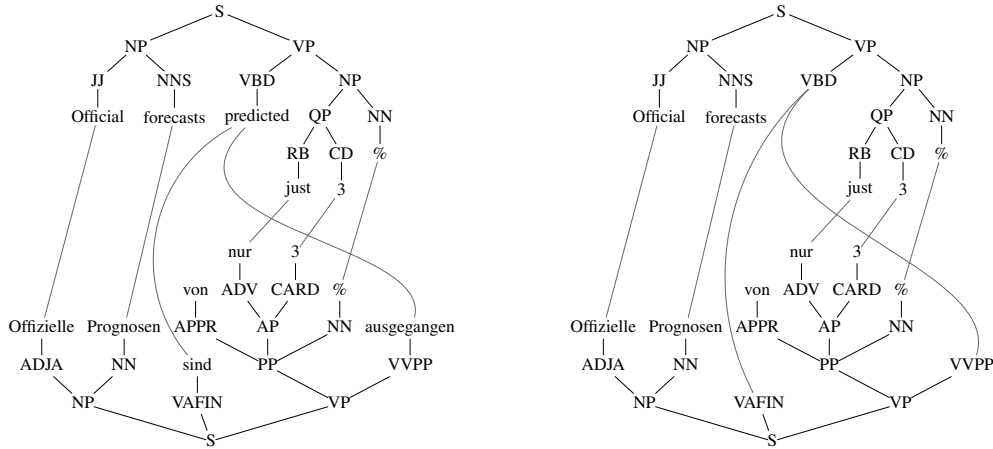 S S
NP VP NP VP
JJ NNS VBD NP JJ NNS VBD NP
Official forecasts predicted QP NN Official forecasts QP NN
RB CD % RB CD %
just 3 just 3
nur 3 nur 3
von ADV CARD % von ADV CARD %
Offizielle Prognosen APPR AP NN ausgegangen Offizielle Prognosen APPR AP NN
ADJA NN sind PP VVPP ADJA NN PP VVPP
NP VAFIN VP NP VAFIN VP
S S